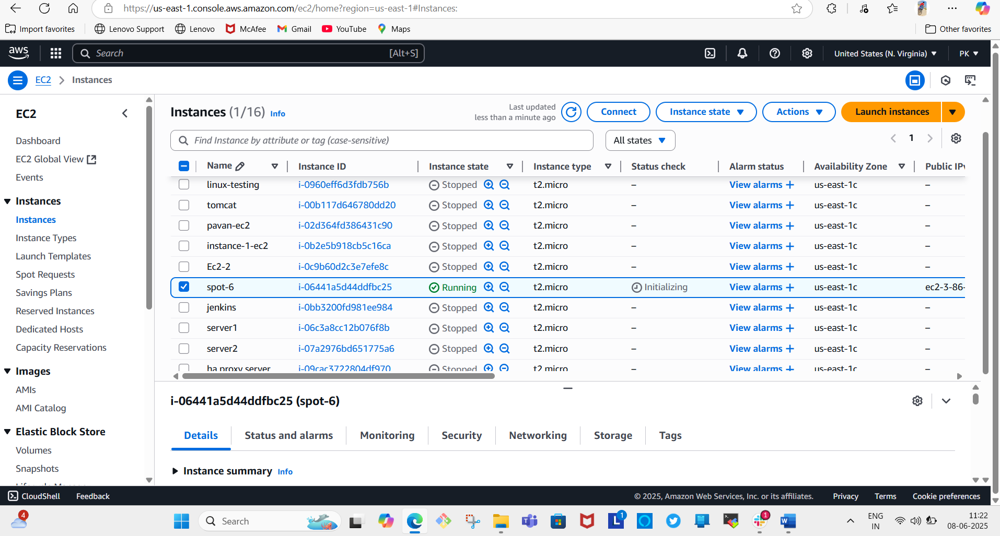 https://us-east-1.console.aws.amazon.com/ec2/home?region=us-east-1#Instances:
Import favorites Lenovo Support Lenovo McAfee Gmail YouTube Maps Other favorites
aws Search [Alt+S] United States (N. Virginia) PK
EC2 Instances
EC2
Dashboard
EC2 Global View
Events
Instances
Instances
Instance Types
Launch Templates
Spot Requests
Savings Plans
Reserved Instances
Dedicated Hosts
Capacity Reservations
Images
AMIs
AMI Catalog
Elastic Block Store
Volumes
Snapshots
Instances (1/16) Info
Last updated
less than a minute ago
Connect Instance state Actions Launch instances
Find Instance by attribute or tag (case-sensitive) All states 1
Name Instance ID Instance state Instance type Status check Alarm status Availability Zone Public IPv
linux-testing i-0960eff6d3fdb756b Stopped t2.micro – View alarms + us-east-1c –
tomcat i-00b117d646780dd20 Stopped t2.micro – View alarms + us-east-1c –
pavan-ec2 i-02d364fd386431c90 Stopped t2.micro – View alarms + us-east-1c –
instance-1-ec2 i-0b2e5b918cb5c16ca Stopped t2.micro – View alarms + us-east-1c –
Ec2-2 i-0c9b60d2c3e7efe8c Stopped t2.micro – View alarms + us-east-1c –
spot-6 i-06441a5d44ddfbc25 Running t2.micro Initializing View alarms + us-east-1c ec2-3-86-
jenkins i-0bb3200fd981ee984 Stopped t2.micro – View alarms + us-east-1c –
server1 i-06c3a8cc12b076f8b Stopped t2.micro – View alarms + us-east-1c –
server2 i-07a2976bd651775a6 Stopped t2.micro – View alarms + us-east-1c –
ha proxy server i-09cac3722804df970 Stopped t2.micro – View alarms + us-east-1c –
i-06441a5d44ddfbc25 (spot-6)
Details Status and alarms Monitoring Security Networking Storage Tags
Instance summary Info
CloudShell Feedback © 2025, Amazon Web Services, Inc. or its affiliates. Privacy Terms Cookie preferences
4 Search 1 1 ENG
IN
11:22
08-06-2025